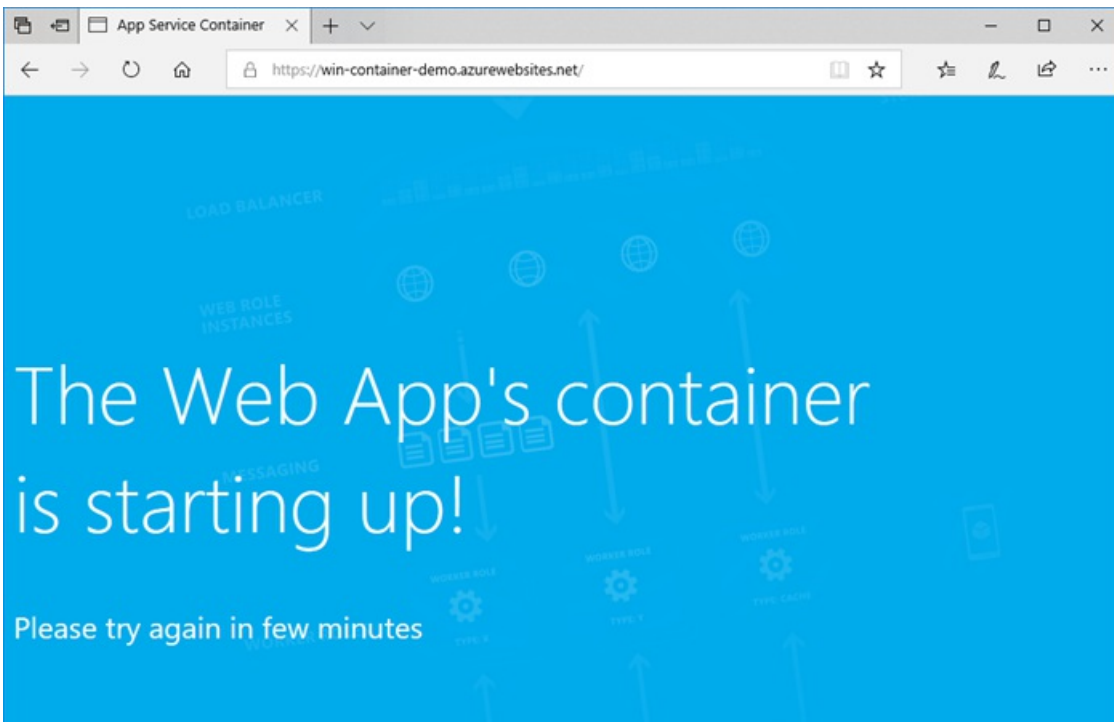 App Service Container
https://win-container-demo.azurewebsites.net/
LOAD BALANCER
WEB ROLE
INSTANCES
The Web App's container
MESSAGING
is starting up!
WORKER ROLE
WORKER ROLE
WORKER ROLE
TYPE: CACHE
Please try again in few minutes